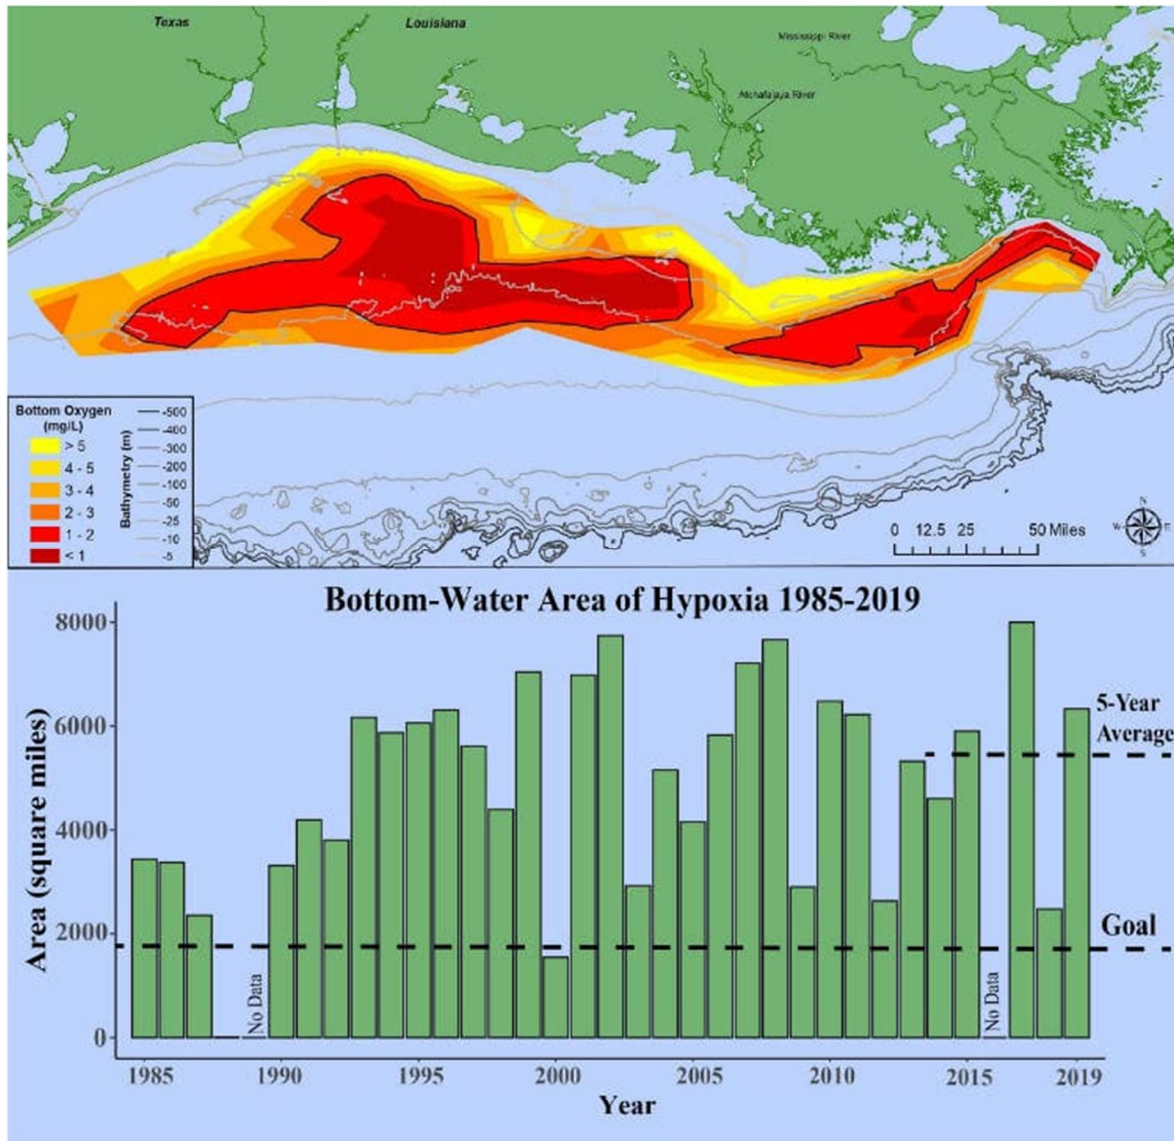 Texas
Louisiana
Mississippi River
Atchafalaya River
Bottom Oxygen
(mg/L)
> 5
4 - 5
3 - 4
2 - 3
1 - 2
< 1
Bathymetry (m)
-500
-400
-300
-200
-100
-50
-25
-10
-5
N
W
E
S
0 12.5 25 50 Miles
Bottom-Water Area of Hypoxia 1985-2019
Area (square miles)
8000
6000
4000
2000
0
5-Year
Average
Goal
No Data
No Data
1985 1990 1995 2000 2005 2010 2015 2019
Year